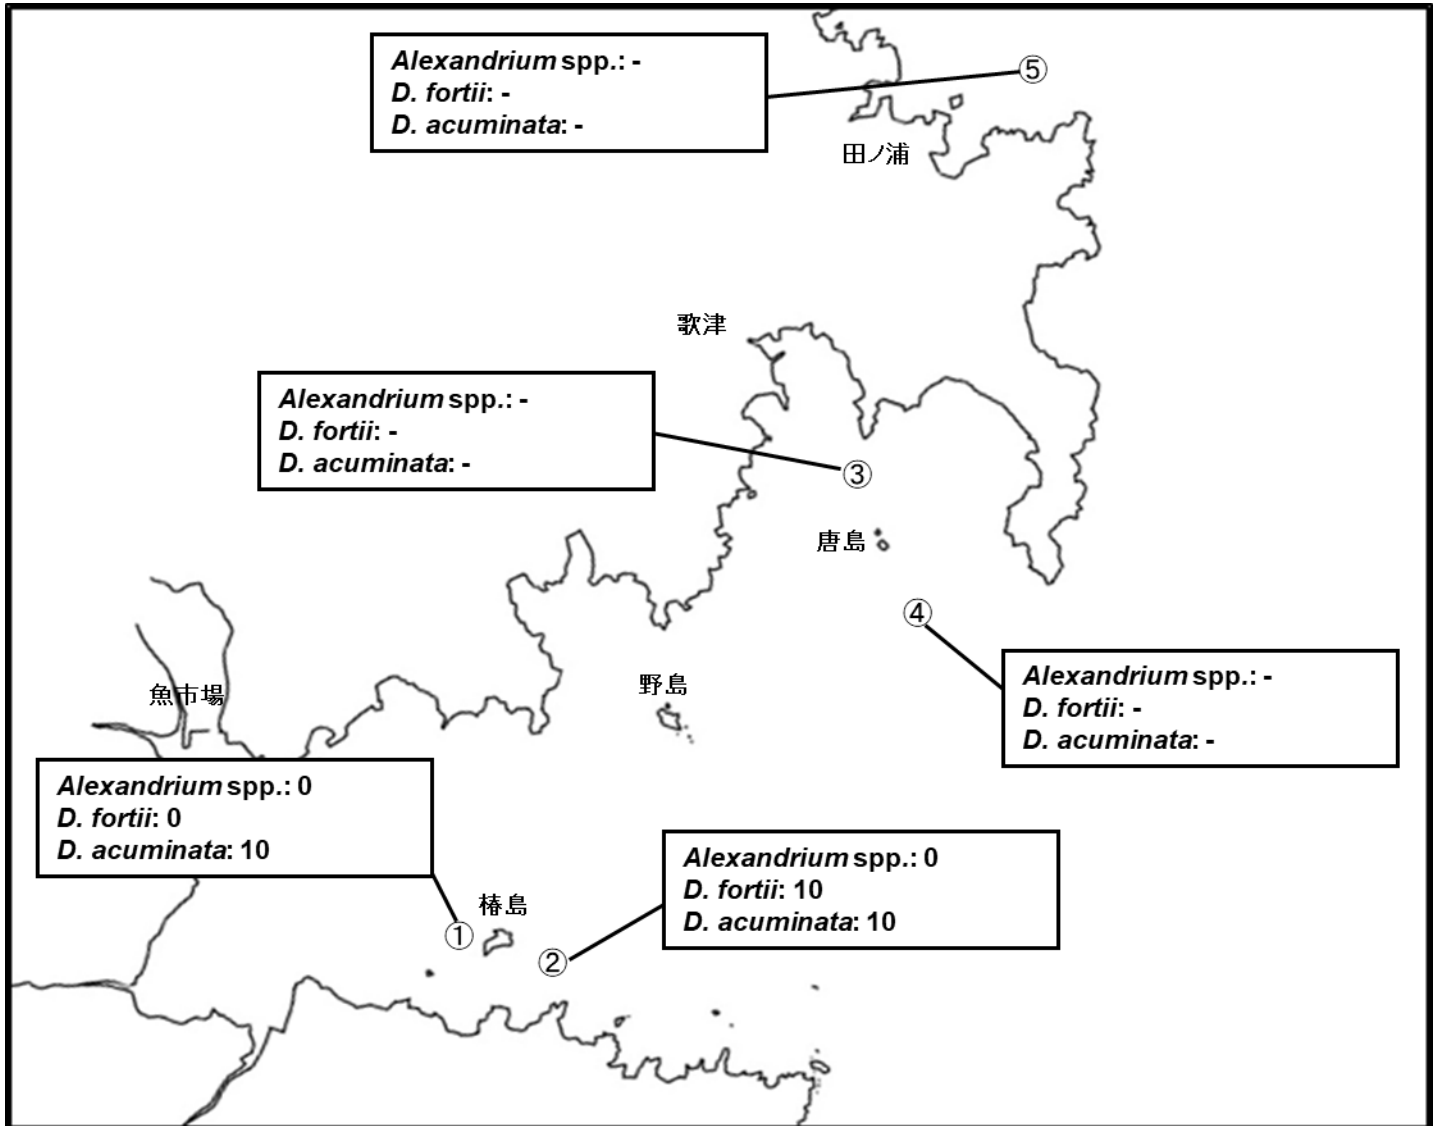 Alexandrium spp.: -
D. fortii: -
D. acuminata: -
⑤
田ノ浦
歌津
Alexandrium spp.: -
D. fortii: -
D. acuminata: -
③
唐島
④
Alexandrium spp.: -
D. fortii: -
D. acuminata: -
野島
魚市場
Alexandrium spp.: 0
D. fortii: 0
D. acuminata: 10
Alexandrium spp.: 0
D. fortii: 10
D. acuminata: 10
椿島
①
②